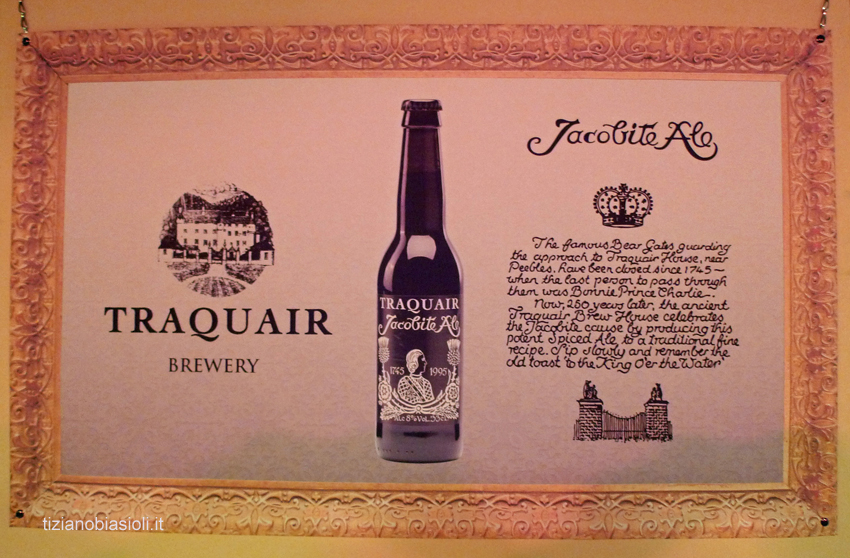 TRAQUAIR
BREWERY
TRAQUAIR
Jacobite Ale
1745 1995
Alc 8% Vol. 33cl
Jacobite Ale
The famous Bear Gates guarding
the approach to Traquair House, near
Peebles, have been closed since 1745 –
when the last person to pass through
them was Bonnie Prince Charlie.
Now, 250 years later, the ancient
Traquair Brew House celebrates
the Jacobite cause by producing this
potent Spiced Ale to a traditional fine
recipe. Sip slowly and remember the
old toast 'to the King O'er the Water'
tizianobiasioli.it